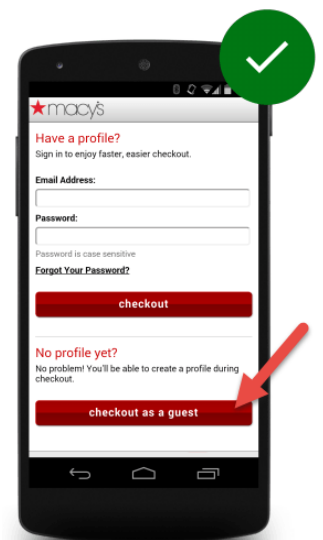 macy's
Have a profile?
Sign in to enjoy faster, easier checkout.
Email Address:
Password:
Password is case sensitive
Forgot Your Password?
checkout
No profile yet?
No problem! You'll be able to create a profile during
checkout.
checkout as a guest